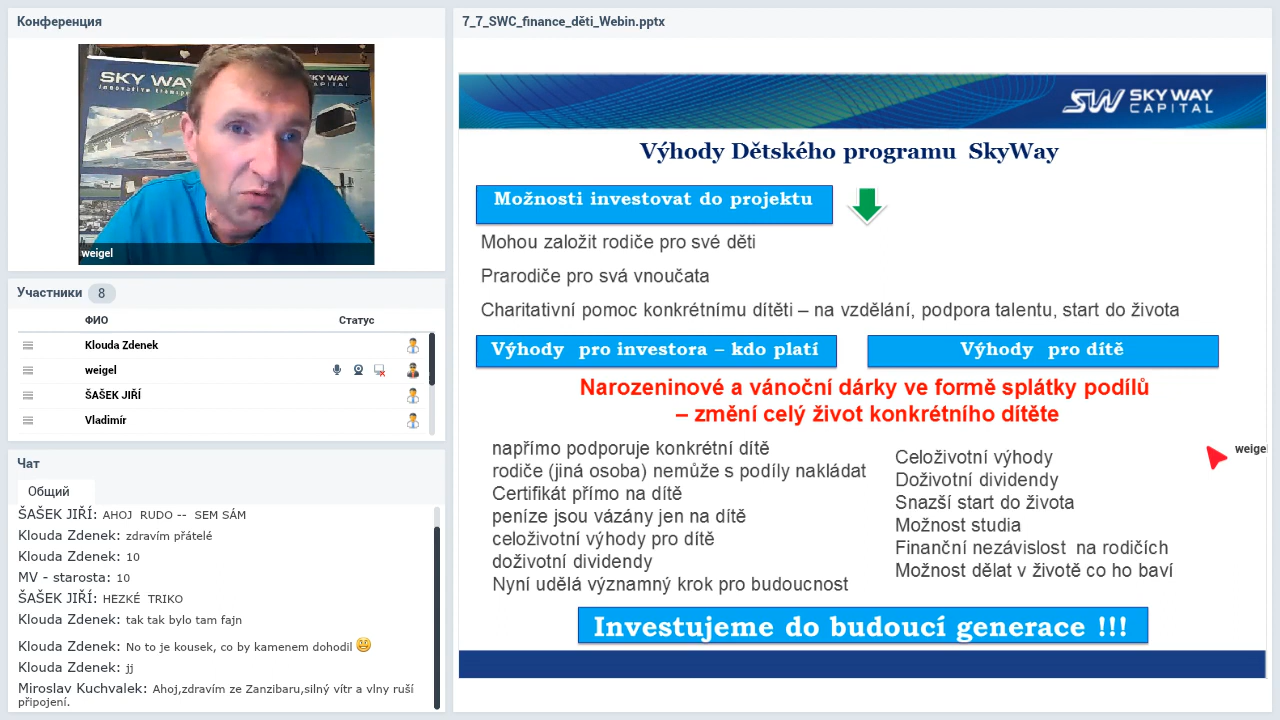 Конференция
SKY WAY
innovative transp
KY WAY
CAPITAL
weigel
Участники 8
ФИО Статус
Klouda Zdenek
weigel
ŠAŠEK JIŘÍ
Vladimír
Чат
Общий
ŠAŠEK JIŘÍ: AHOJ RUDO -- SEM SÁM
Klouda Zdenek: zdravím přátelé
Klouda Zdenek: 10
MV - starosta: 10
ŠAŠEK JIŘÍ: HEZKÉ TRIKO
Klouda Zdenek: tak tak bylo tam fajn
Klouda Zdenek: No to je kousek, co by kamenem dohodil
Klouda Zdenek: jj
Miroslav Kuchvalek: Ahoj,zdravím ze Zanzibaru,silný vítr a vlny ruší
připojení.
7_7_SWC_finance_děti_Webin.pptx
SW SKY WAY
CAPITAL
Výhody Dětského programu SkyWay
Možnosti investovat do projektu
Mohou založit rodiče pro své děti
Prarodiče pro svá vnoučata
Charitativní pomoc konkrétnímu dítěti – na vzdělání, podpora talentu, start do života
Výhody pro investora – kdo platí
Výhody pro dítě
Narozeninové a vánoční dárky ve formě splátky podílů
– změní celý život konkrétního dítěte
napřímo podporuje konkrétní dítě
rodiče (jiná osoba) nemůže s podíly nakládat
Certifikát přímo na dítě
peníze jsou vázány jen na dítě
celoživotní výhody pro dítě
doživotní dividendy
Nyní udělá významný krok pro budoucnost
Celoživotní výhody
Doživotní dividendy
Snazší start do života
Možnost studia
Finanční nezávislost na rodičích
Možnost dělat v životě co ho baví
weigel
Investujeme do budoucí generace !!!